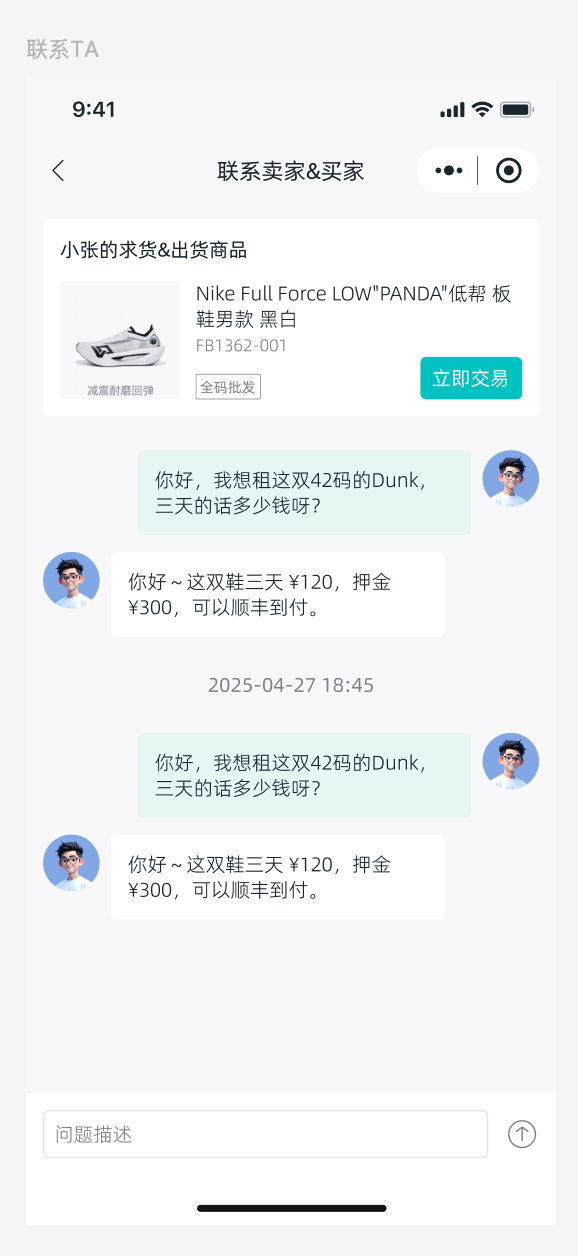 联系TA
9:41
联系卖家&买家
小张的求货&出货商品
Nike Full Force LOW"PANDA"低帮 板
鞋男款 黑白
FB1362-001
减震耐磨回弹
全码批发
立即交易
你好，我想租这双42码的Dunk，
三天的话多少钱呀？
你好～这双鞋三天 ¥120，押金
¥300，可以顺丰到付。
2025-04-27 18:45
你好，我想租这双42码的Dunk，
三天的话多少钱呀？
你好～这双鞋三天 ¥120，押金
¥300，可以顺丰到付。
问题描述